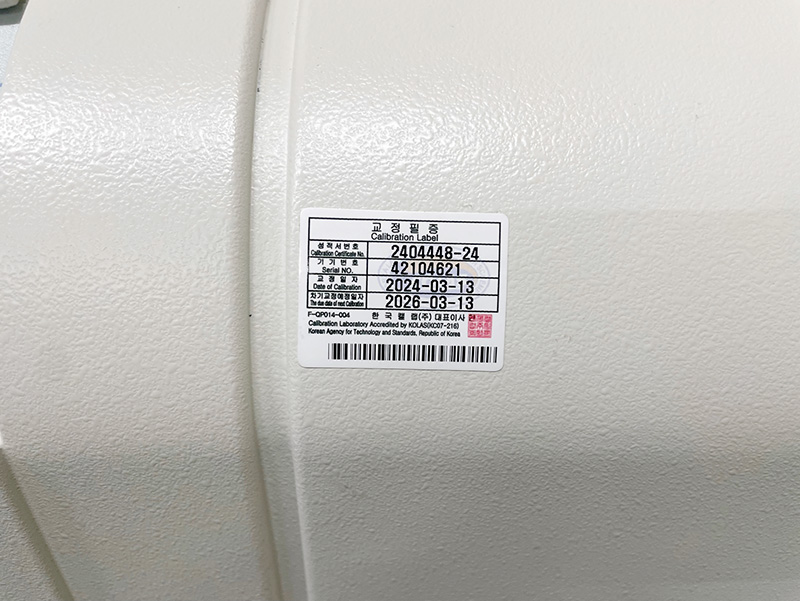 교정필증
Calibration Label
성적서번호
Calibration Certificate No.
2404448-24
기기번호
Serial NO.
42104621
교정일자
Date of Calibration
2024-03-13
차기교정예정일자
The due data of next Calibration
2026-03-13
F-QP014-004
한국웰랩(주) 대표이사
Calibration Laboratory Accredited by KOLAS(KC07-216)
Korean Agency for Technology and Standards, Republic of Korea